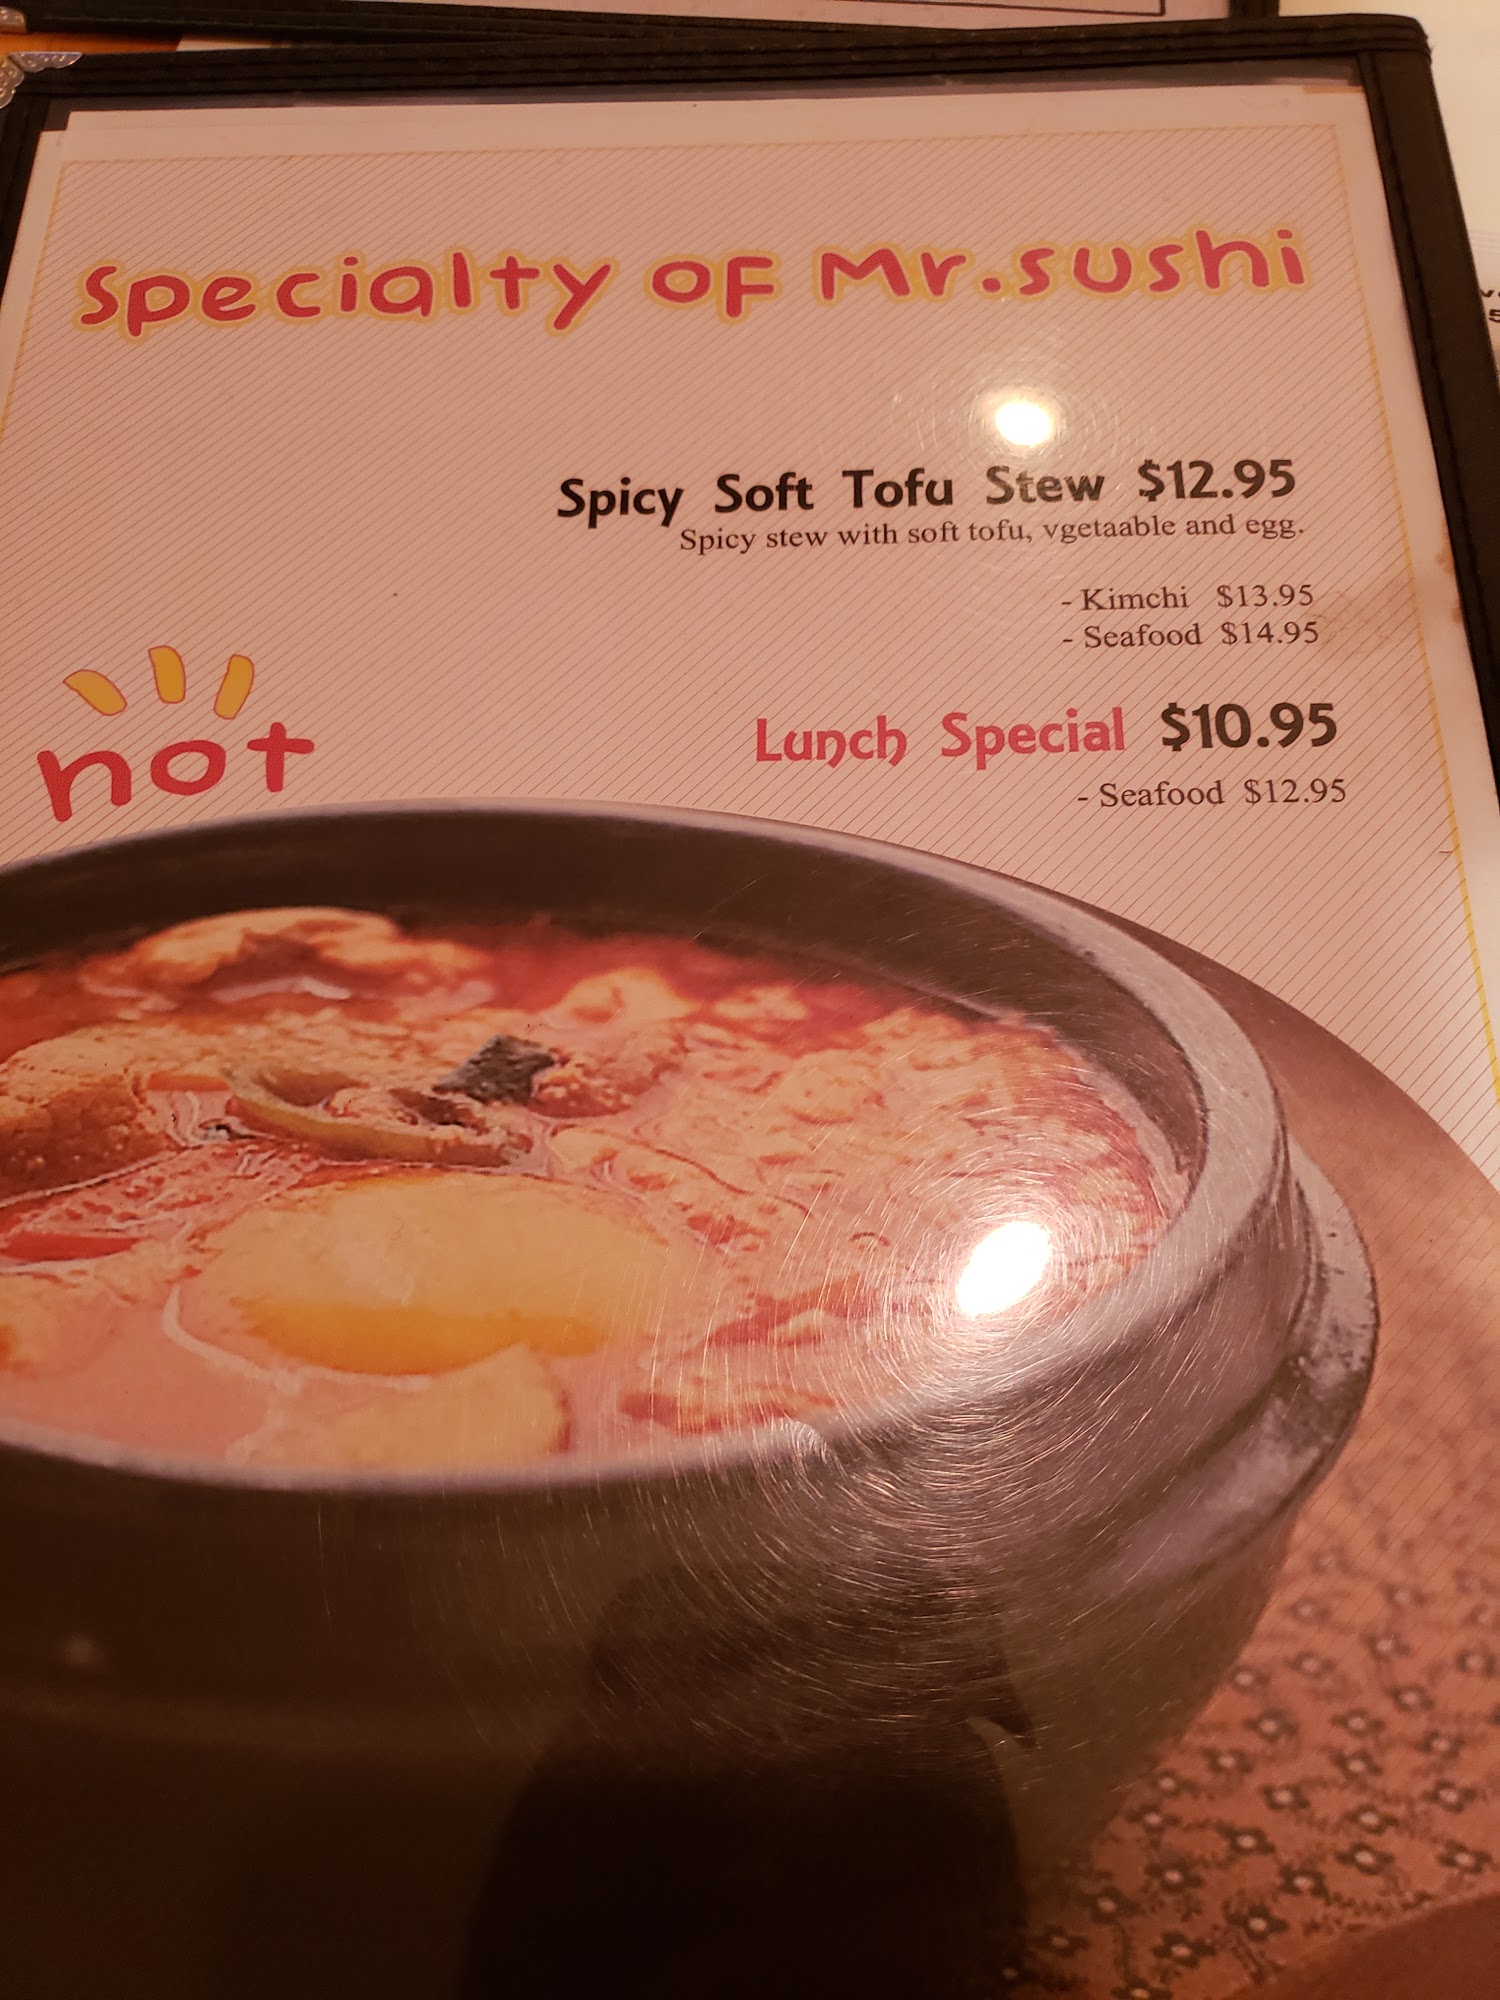 Specialty of Mr.sushi
Spicy Soft Tofu Stew $12.95
Spicy stew with soft tofu, vgetaable and egg.
- Kimchi $13.95
- Seafood $14.95
not
Lunch Special $10.95
- Seafood $12.95